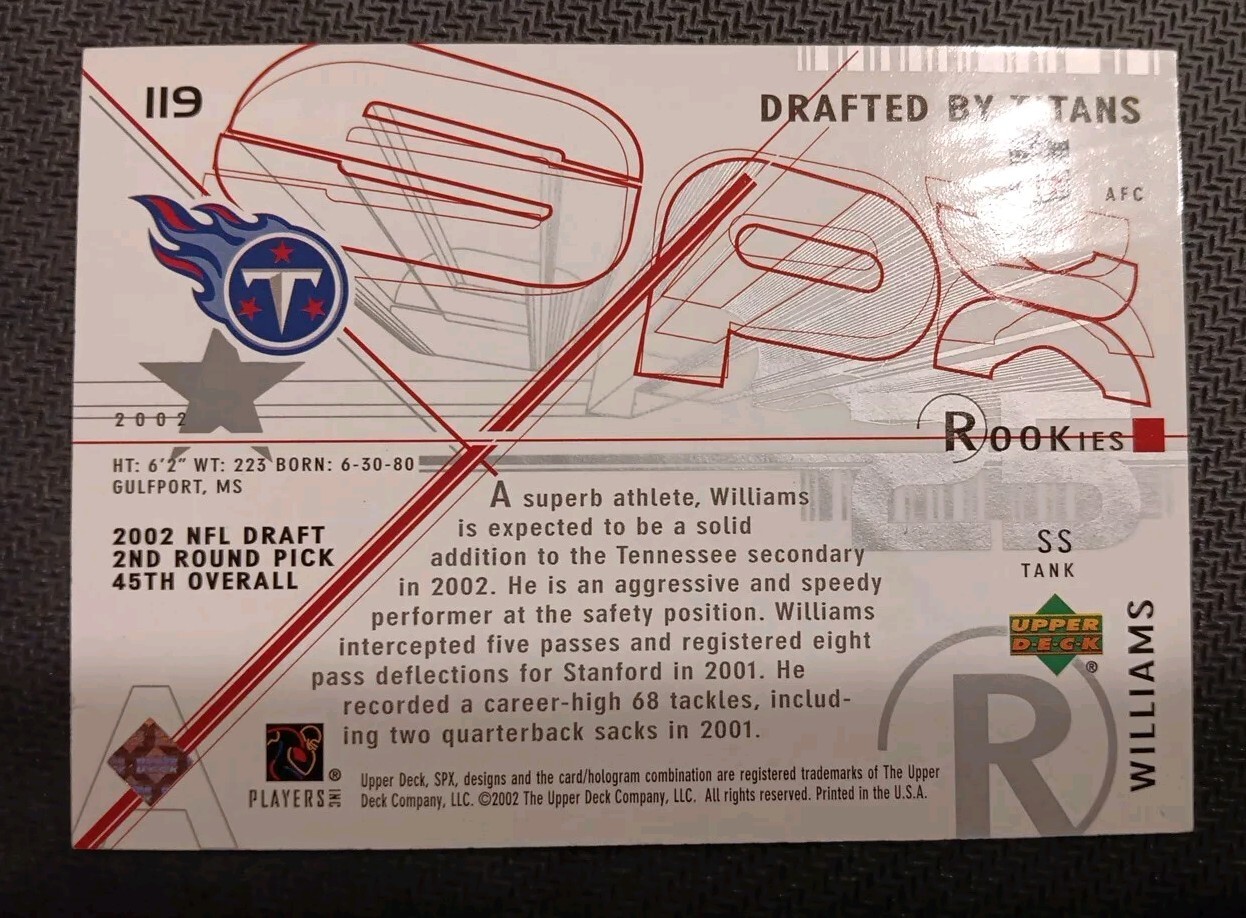 119
DRAFTED BY TITANS
AFC
2002
ROOKIES
HT: 6'2" WT: 223 BORN: 6-30-80
GULFPORT, MS
2002 NFL DRAFT
2ND ROUND PICK
45TH OVERALL
A superb athlete, Williams
is expected to be a solid
addition to the Tennessee secondary
in 2002. He is an aggressive and speedy
performer at the safety position. Williams
intercepted five passes and registered eight
pass deflections for Stanford in 2001. He
recorded a career-high 68 tackles, includ-
ing two quarterback sacks in 2001.
SS
TANK
WILLIAMS
UPPER
D·E·C·K
®
R
PLAYERS INC
®
Upper Deck, SPX, designs and the card/hologram combination are registered trademarks of The Upper
Deck Company, LLC. ©2002 The Upper Deck Company, LLC. All rights reserved. Printed in the U.S.A.